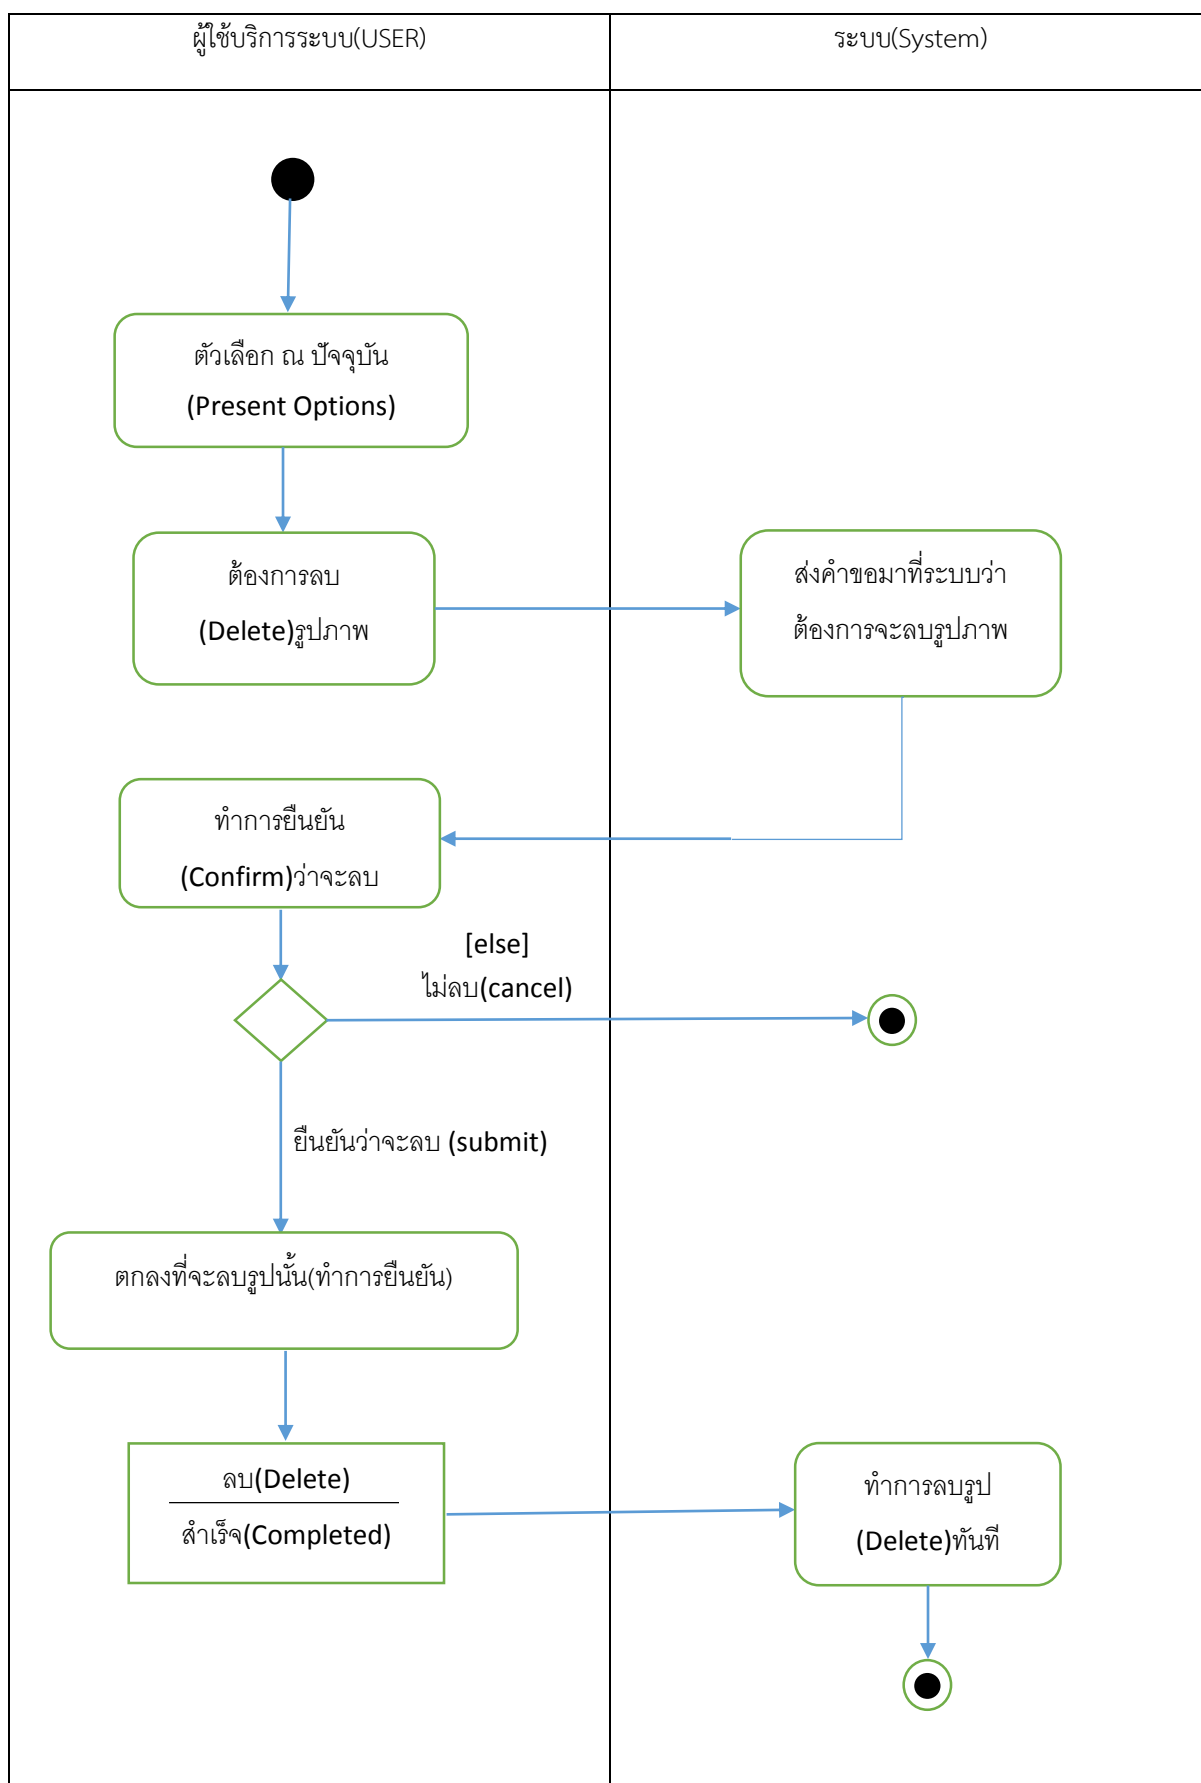 ผู้ใช้บริการระบบ(USER)
ระบบ(System)
ตัวเลือก ณ ปัจจุบัน
(Present Options)
ต้องการลบ
(Delete)รูปภาพ
ส่งคำขอมาที่ระบบว่า
ต้องการจะลบรูปภาพ
ทำการยืนยัน
(Confirm)ว่าจะลบ
[else]
ไม่ลบ(cancel)
ยืนยันว่าจะลบ (submit)
ตกลงที่จะลบรูปนั้น(ทำการยืนยัน)
ลบ(Delete)
สำเร็จ(Completed)
ทำการลบรูป
(Delete)ทันที